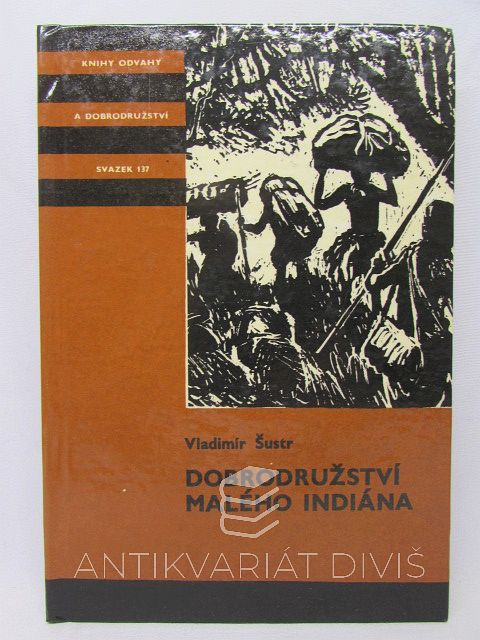 KNIHY ODVAHY
A DOBRODRUŽSTVÍ
SVAZEK 137
Vladimír Šustr
DOBRODRUŽSTVÍ
MALÉHO INDIÁNA
ANTIKVARIÁT DIVIŠ